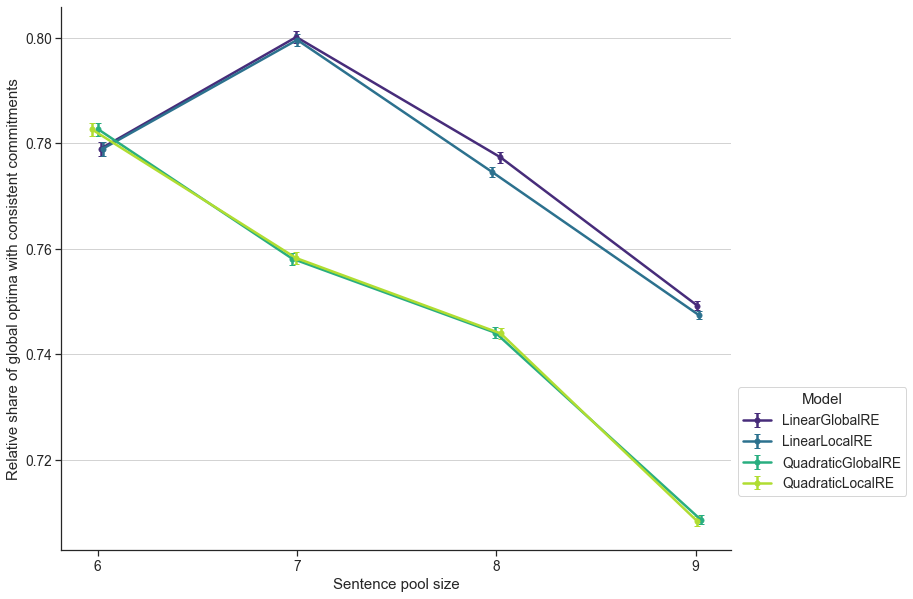 Relative share of global optima with consistent commitments
0.80
0.78
0.76
0.74
0.72
6
7
8
9
Sentence pool size
Model
LinearGlobalRE
LinearLocalRE
QuadraticGlobalRE
QuadraticLocalRE